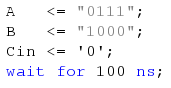 A   <= "0111";
B   <= "1000";
Cin <= '0';
wait for 100 ns;